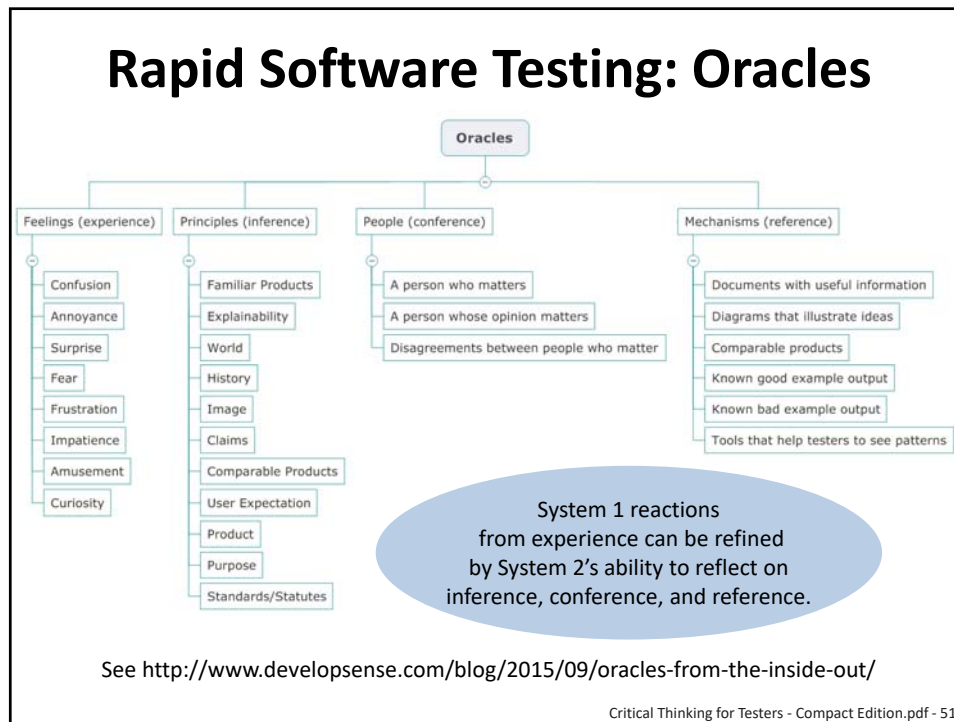 Rapid Software Testing: Oracles
Oracles
Feelings (experience)
Confusion
Annoyance
Surprise
Fear
Frustration
Impatience
Amusement
Curiosity
Principles (inference)
Familiar Products
Explainability
World
History
Image
Claims
Comparable Products
User Expectation
Product
Purpose
Standards/Statutes
People (conference)
A person who matters
A person whose opinion matters
Disagreements between people who matter
Mechanisms (reference)
Documents with useful information
Diagrams that illustrate ideas
Comparable products
Known good example output
Known bad example output
Tools that help testers to see patterns
System 1 reactions
from experience can be refined
by System 2’s ability to reflect on
inference, conference, and reference.
See http://www.developsense.com/blog/2015/09/oracles-from-the-inside-out/
Critical Thinking for Testers - Compact Edition.pdf - 51